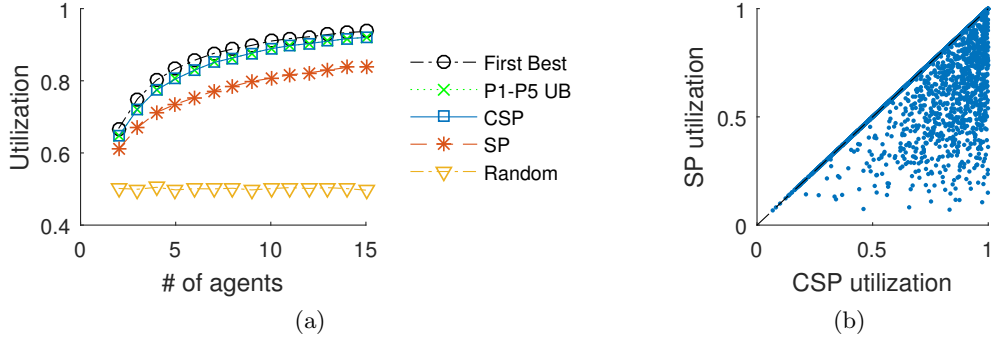 1
0.8
0.6
0.4
0
5
10
15
Utilization
# of agents
First Best
P1-P5 UB
CSP
SP
Random
(a)
1
0.5
0
0
0.5
1
SP utilization
CSP utilization
(b)